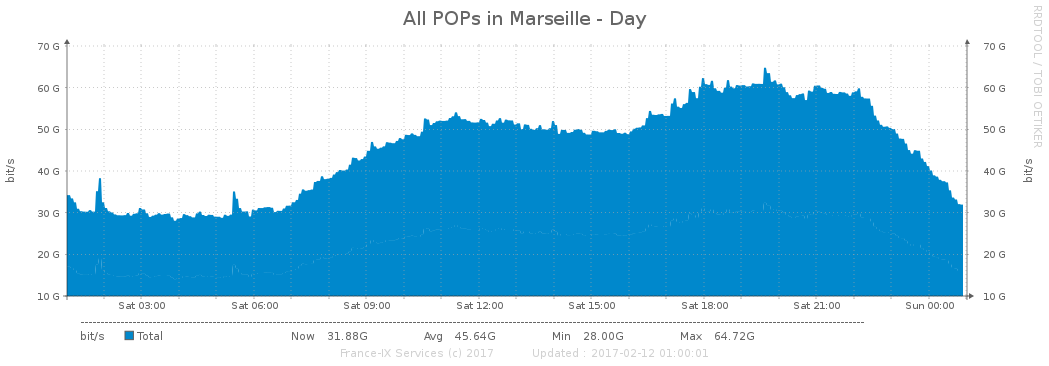 All POPs in Marseille - Day
RRDTOOL / TOBI OETIKER
bit/s
70 G
60 G
50 G
40 G
30 G
20 G
10 G
70 G
60 G
50 G
40 G
30 G
20 G
10 G
bit/s
Sat 03:00 Sat 06:00 Sat 09:00 Sat 12:00 Sat 15:00 Sat 18:00 Sat 21:00 Sun 00:00
bit/s Total Now 31.88G Avg 45.64G Min 28.00G Max 64.72G
France-IX Services (c) 2017 Updated : 2017-02-12 01:00:01